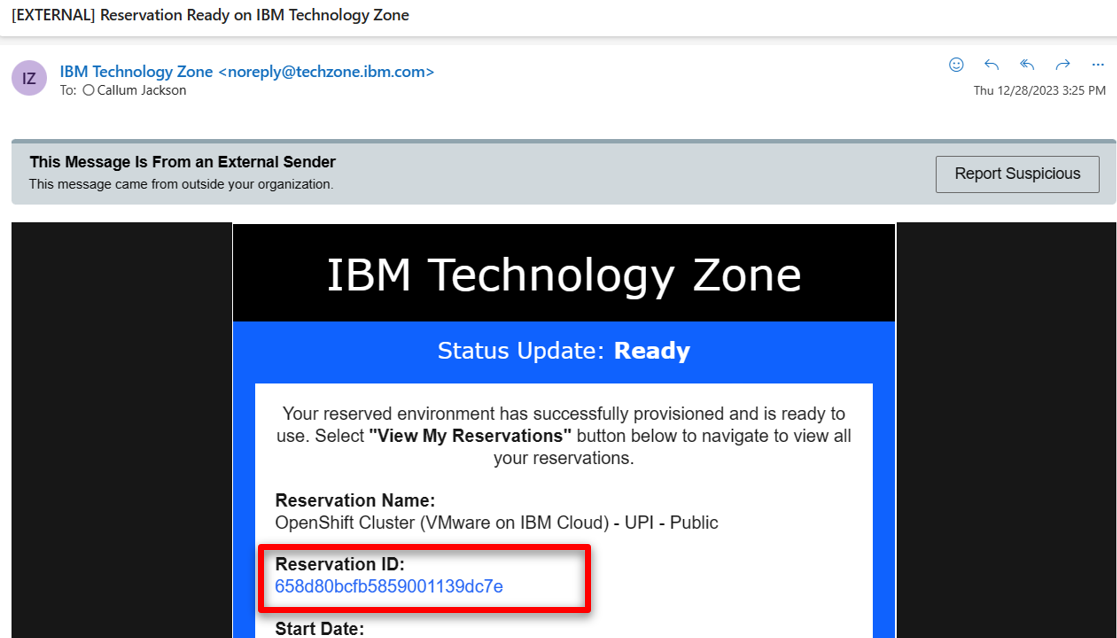 [EXTERNAL] Reservation Ready on IBM Technology Zone
IZ
IBM Technology Zone <noreply@techzone.ibm.com>
To: Callum Jackson
Thu 12/28/2023 3:25 PM
This Message Is From an External Sender
This message came from outside your organization.
Report Suspicious
IBM Technology Zone
Status Update: Ready
Your reserved environment has successfully provisioned and is ready to
use. Select "View My Reservations" button below to navigate to view all
your reservations.
Reservation Name:
OpenShift Cluster (VMware on IBM Cloud) - UPI - Public
Reservation ID:
658d80bcfb5859001139dc7e
Start Date: